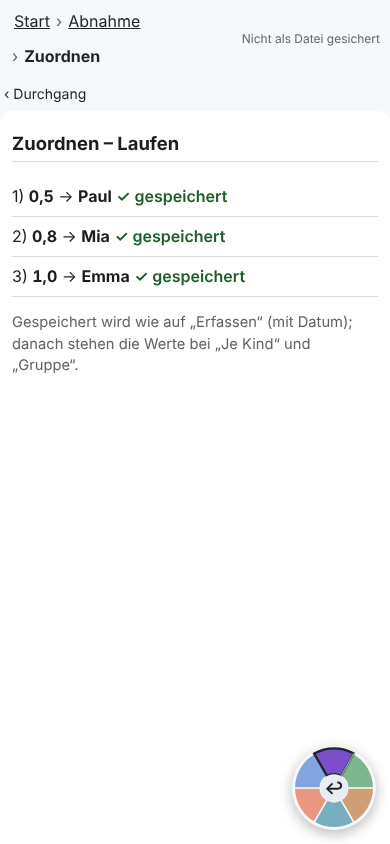 Start › Abnahme
Nicht als Datei gesichert
› Zuordnen
‹ Durchgang
Zuordnen – Laufen
1) 0,5 → Paul ✓ gespeichert
2) 0,8 → Mia ✓ gespeichert
3) 1,0 → Emma ✓ gespeichert
Gespeichert wird wie auf „Erfassen“ (mit Datum);
danach stehen die Werte bei „Je Kind“ und
„Gruppe“.